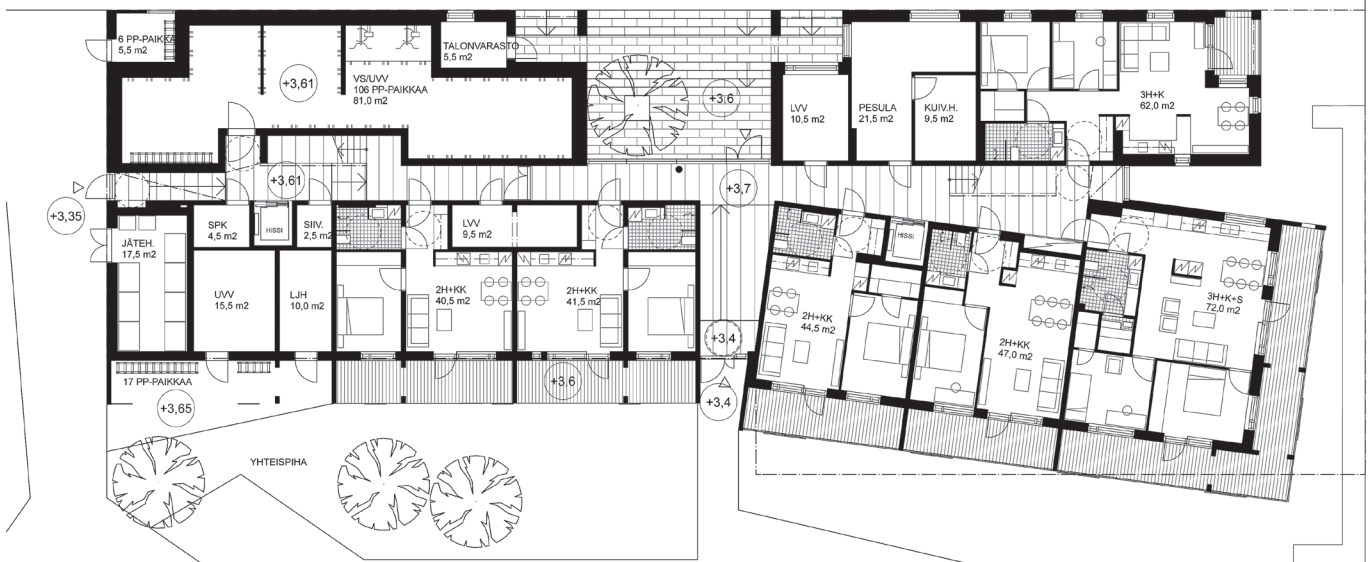 6 PP-PAIKKA
5,5 m2
+3,61
VS/UVV
106 PP-PAIKKAA
81,0 m2
TALONVARASTO
5,5 m2
+3,6
LVV
10,5 m2
PESULA
21,5 m2
KUIV.H.
9,5 m2
3H+K
62,0 m2
+3,35
+3,61
+3,7
JÄTEH.
17,5 m2
SPK
4,5 m2
HISSI
SIIV.
2,5 m2
LVV
9,5 m2
HISSI
UVV
15,5 m2
LJH
10,0 m2
2H+KK
40,5 m2
2H+KK
41,5 m2
2H+KK
44,5 m2
2H+KK
47,0 m2
3H+K+S
72,0 m2
+3,4
17 PP-PAIKKAA
+3,65
+3,6
+3,4
YHTEISPIHA